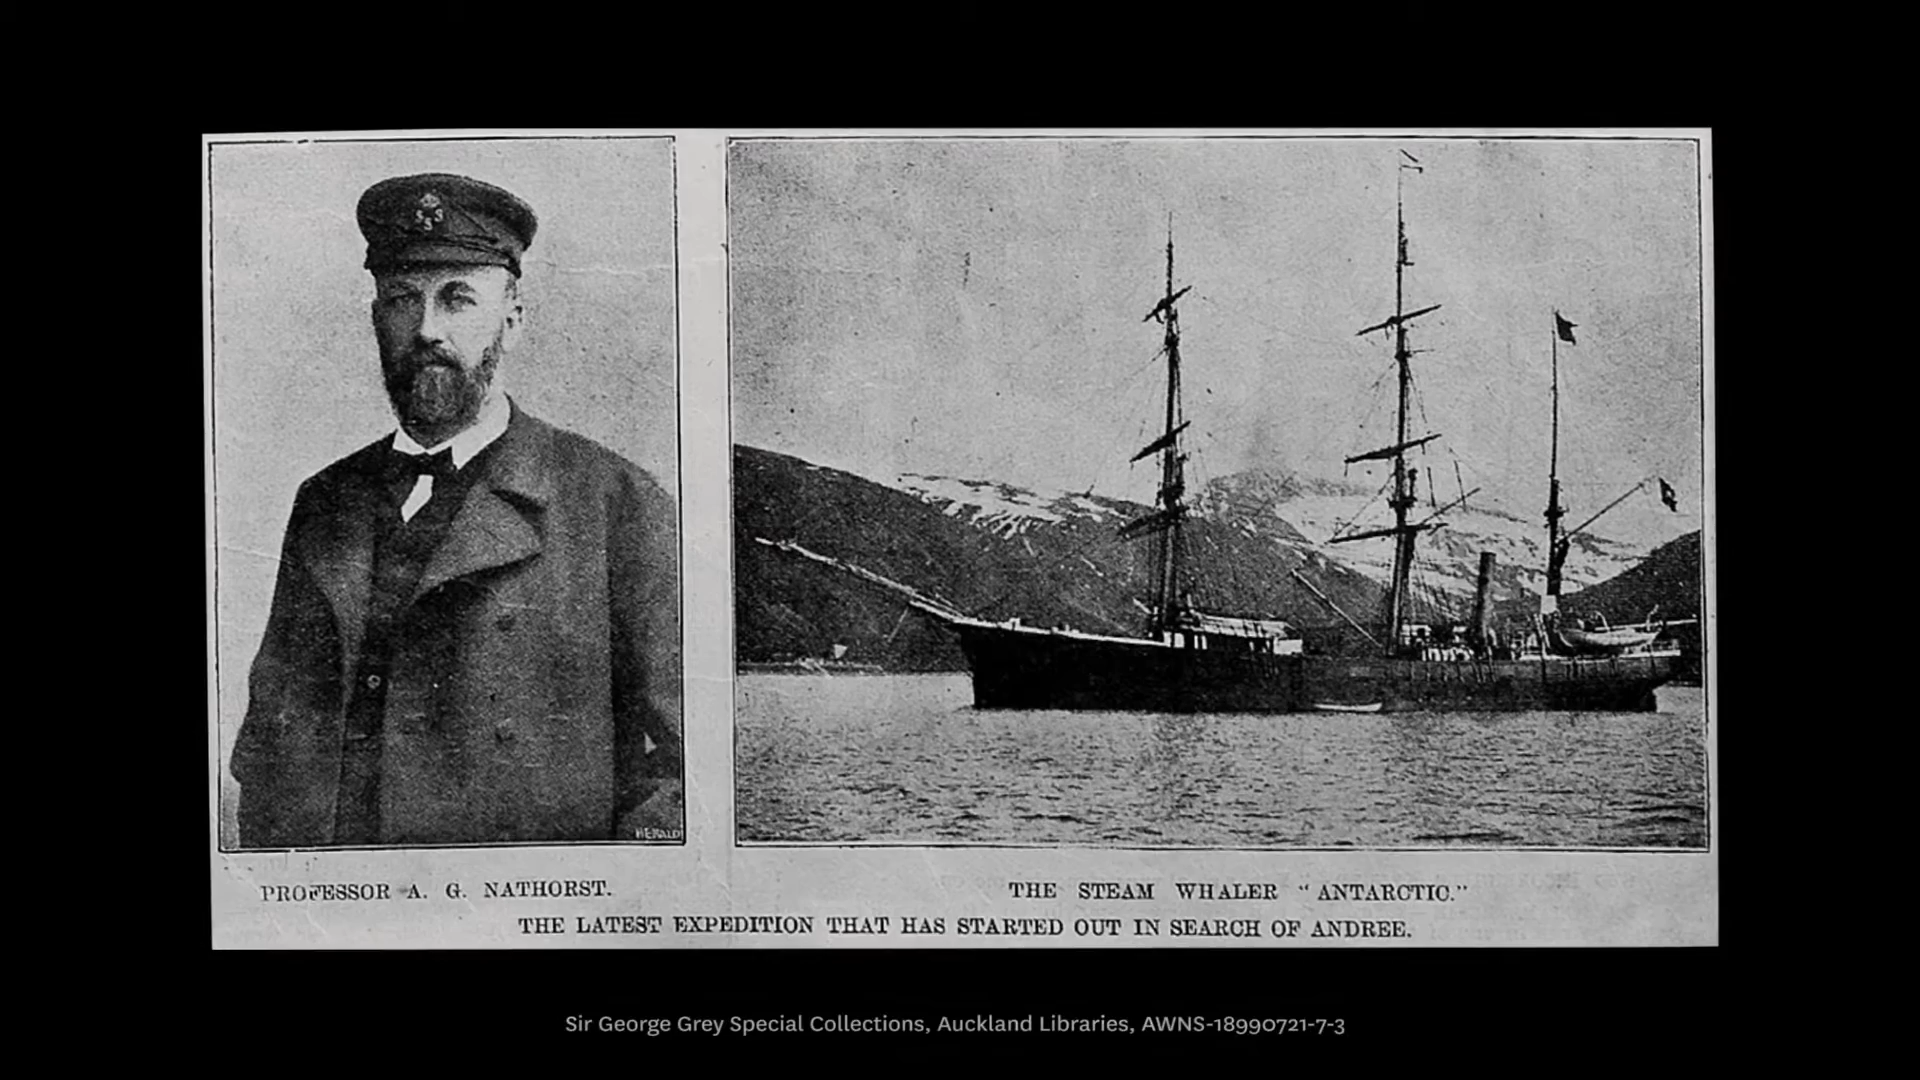 S S
S
HERALD
PROFESSOR A. G. NATHORST.
THE STEAM WHALER "ANTARCTIC."
THE LATEST EXPEDITION THAT HAS STARTED OUT IN SEARCH OF ANDREE.
Sir George Grey Special Collections, Auckland Libraries, AWNS-18990721-7-3